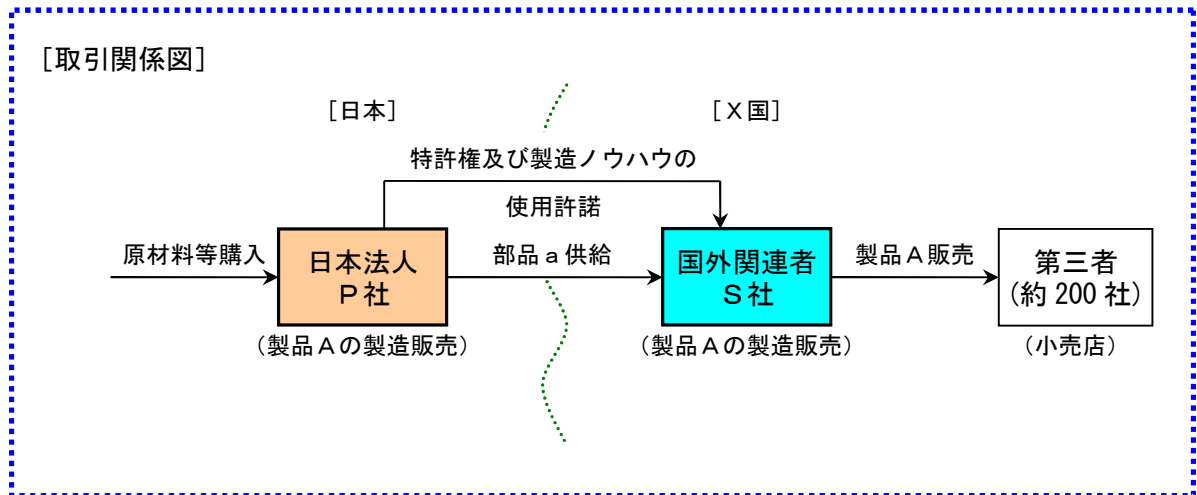 [取引関係図]
[日本]
[X国]
特許権及び製造ノウハウの
使用許諾
原材料等購入
日本法人
P社
(製品Aの製造販売)
部品a供給
国外関連者
S社
(製品Aの製造販売)
製品A販売
第三者
(約 200 社)
(小売店)